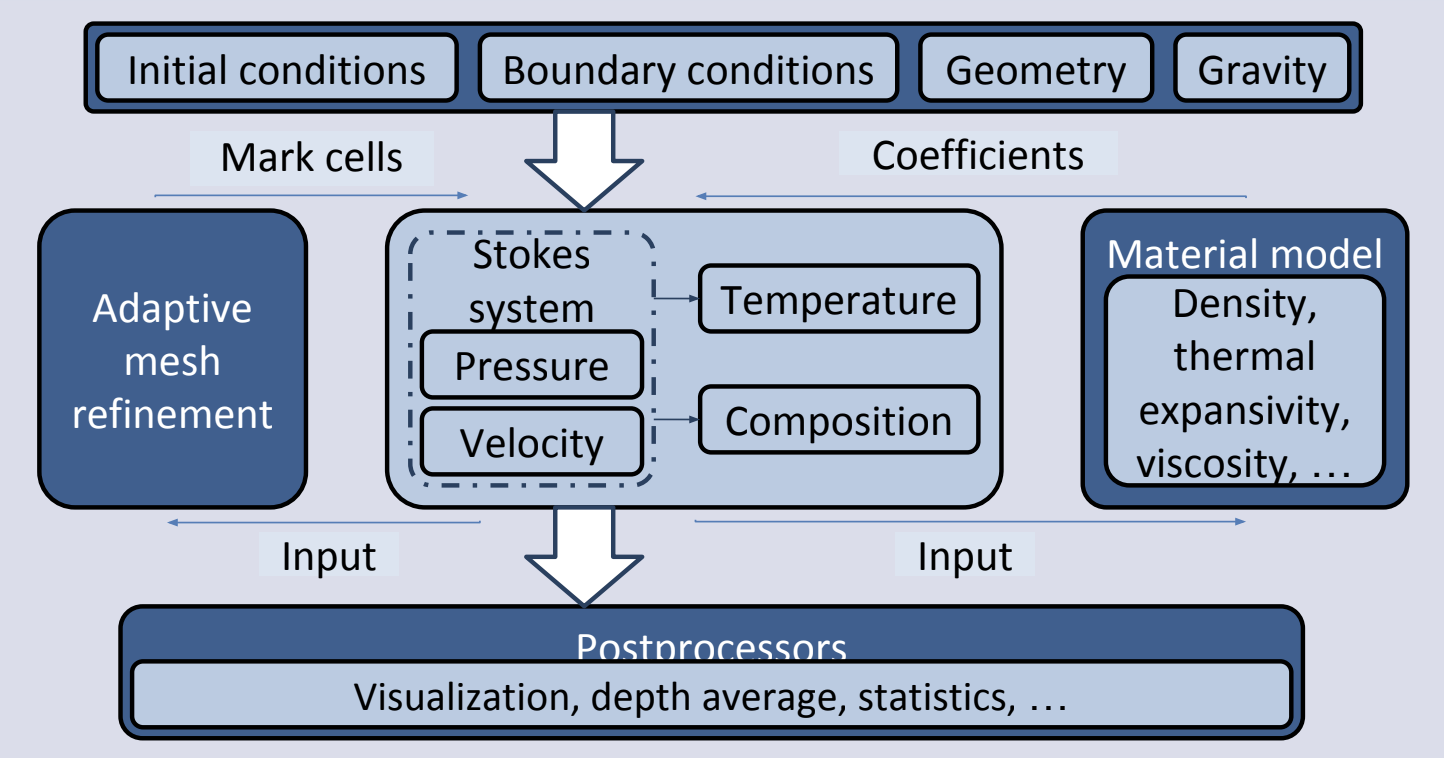 Initial conditions
Boundary conditions
Geometry
Gravity
Mark cells
Coefficients
Adaptive
mesh
refinement
Stokes
system
Pressure
Velocity
Temperature
Composition
Material model
Density,
thermal
expansivity,
viscosity, …
Input
Input
Postprocessors
Visualization, depth average, statistics, …